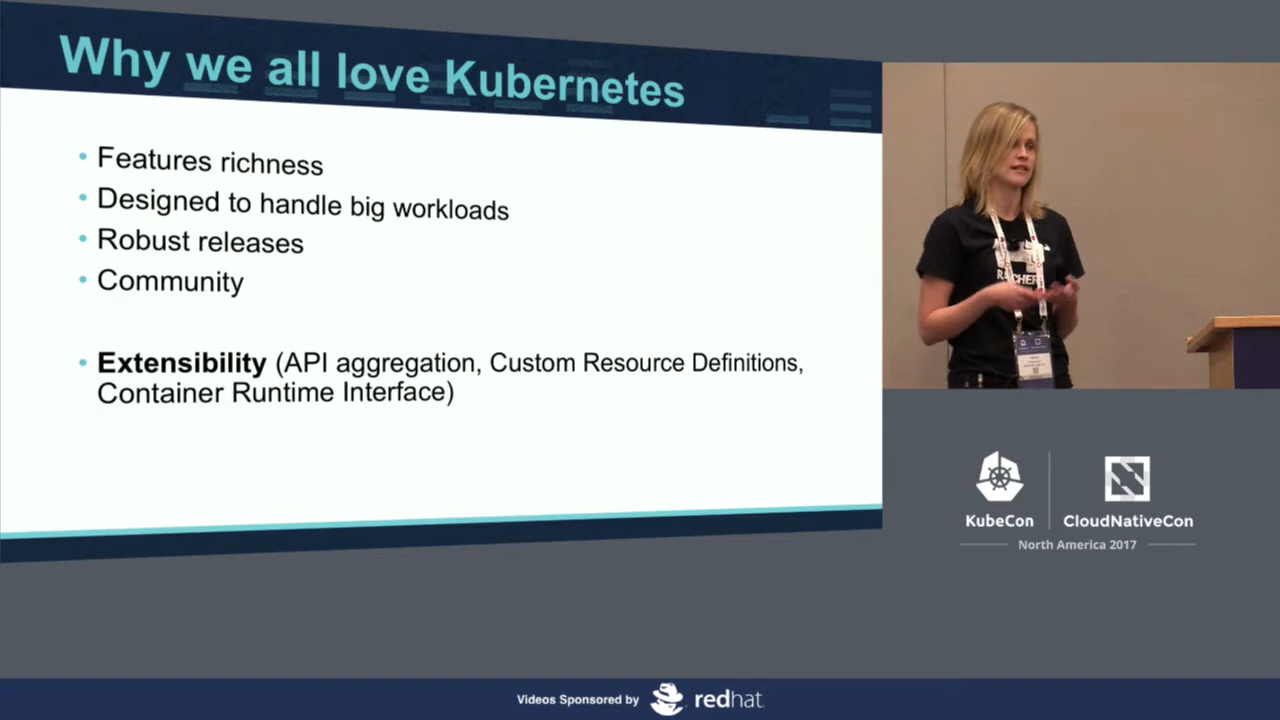 Why we all love Kubernetes
• Features richness
• Designed to handle big workloads
• Robust releases
• Community
• Extensibility (API aggregation, Custom Resource Definitions,
Container Runtime Interface)
KubeCon
CloudNativeCon
North America 2017
Videos Sponsored by redhat